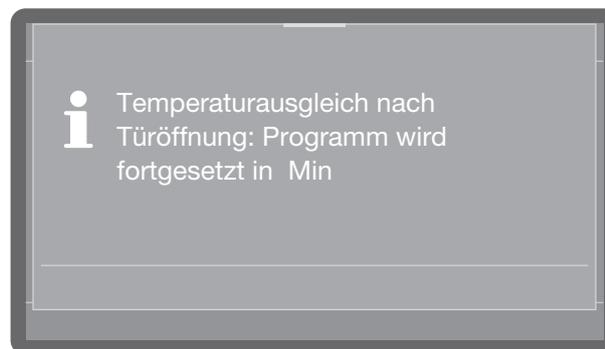 Temperaturausgleich nach
Türöffnung: Programm wird
fortgesetzt in  Min